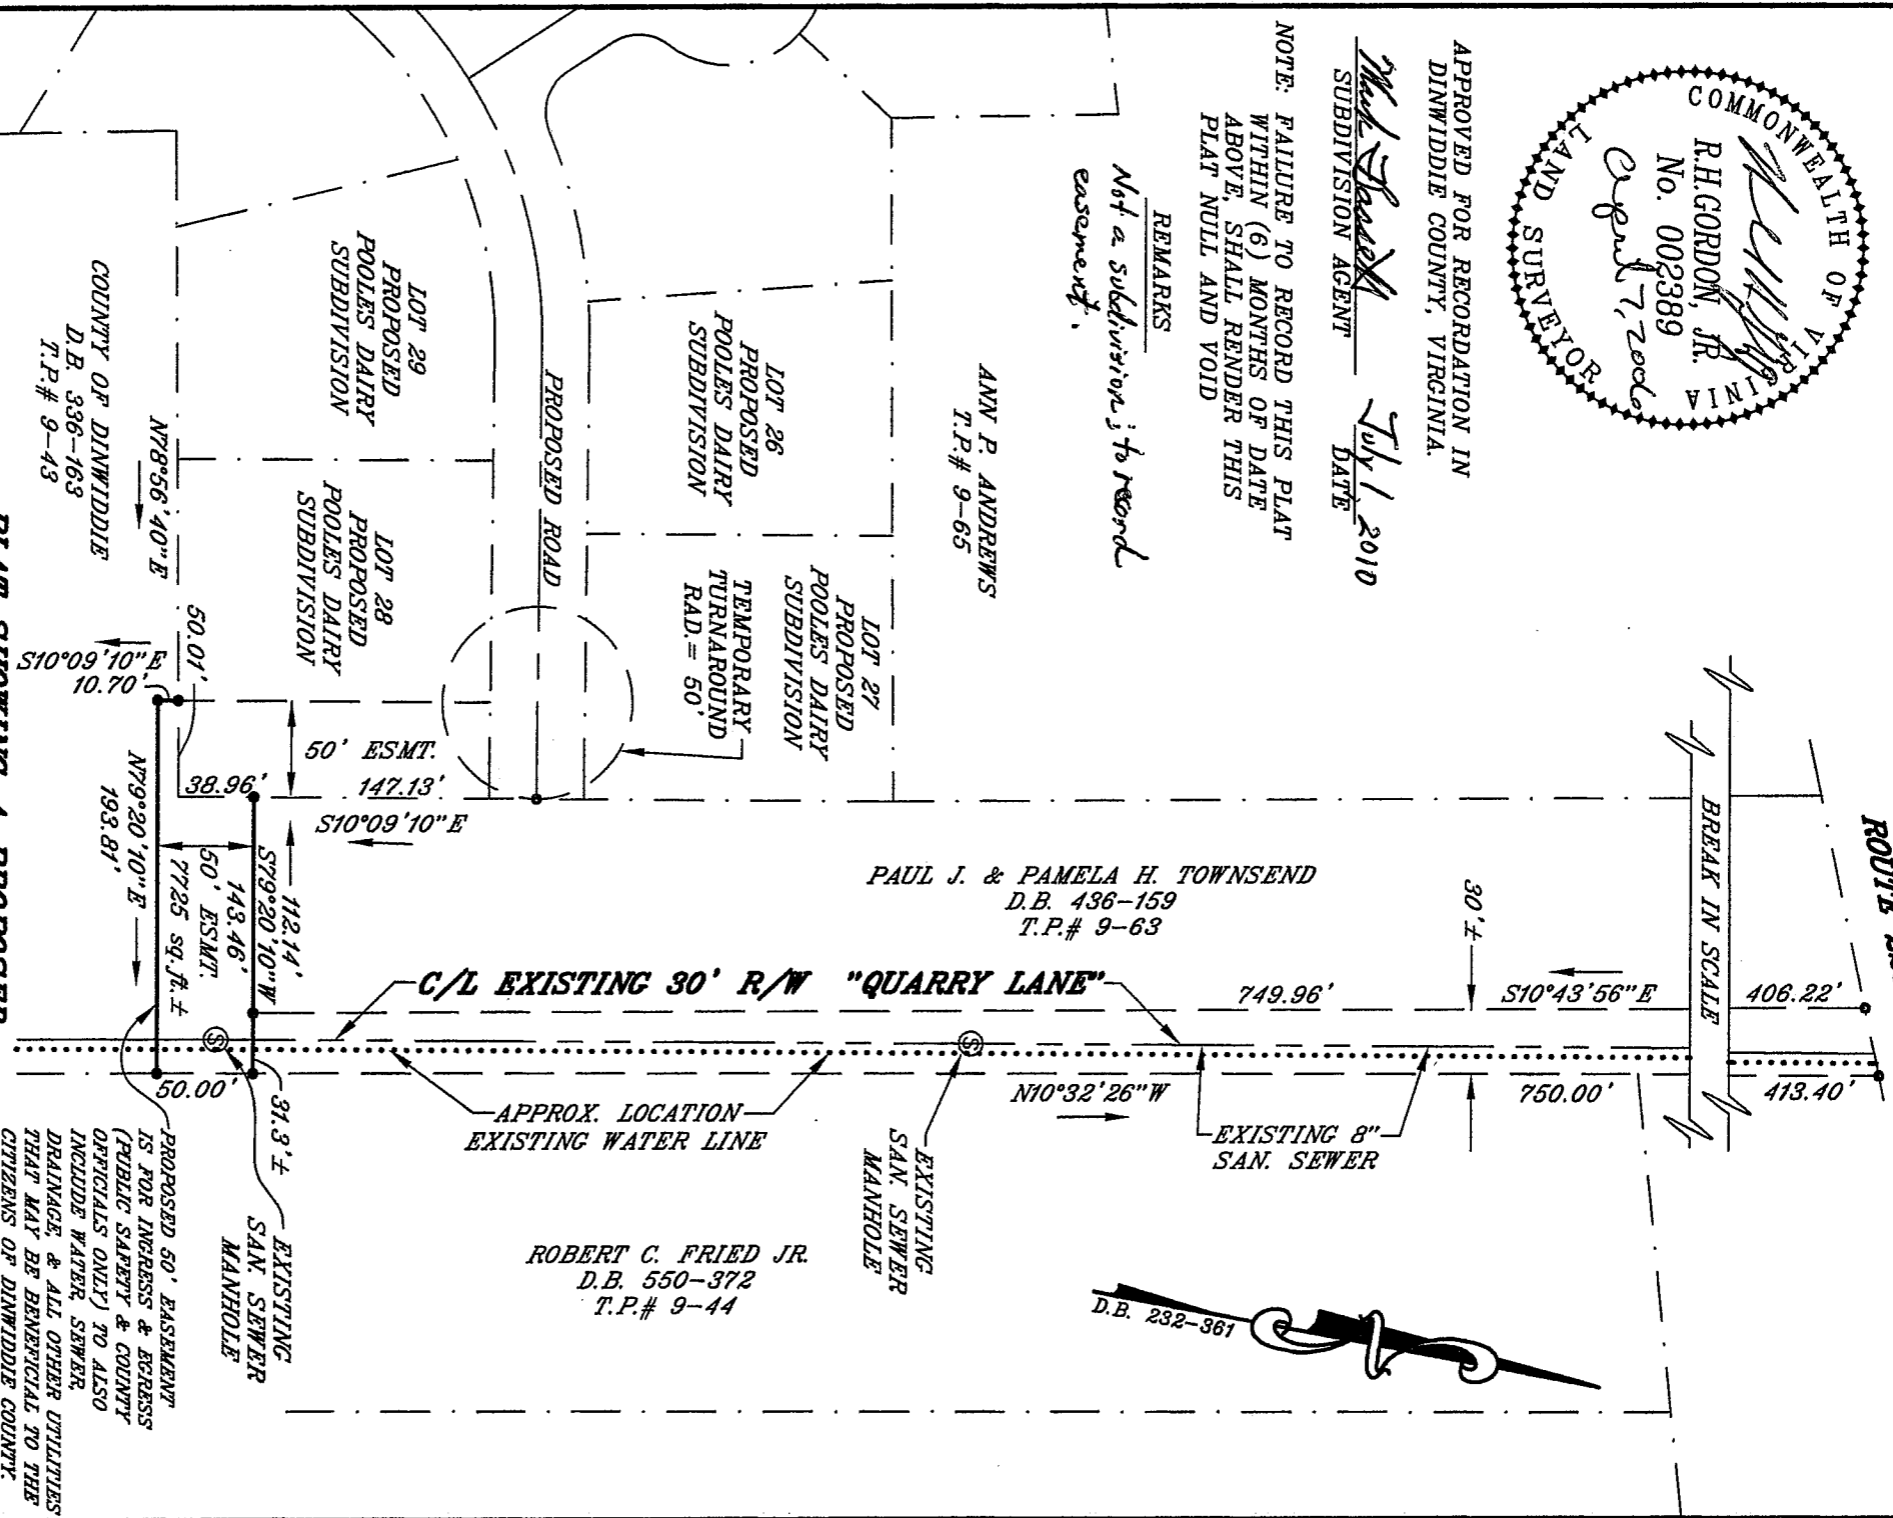 COMMONWEALTH OF VIRGINIA
R.H.GORDON, JR.
No. 002389
April 7, 2006
LAND SURVEYOR
APPROVED FOR RECORDATION IN
DINWIDDIE COUNTY, VIRGINIA.
July 1, 2010
SUBDIVISION AGENT
DATE
NOTE: FAILURE TO RECORD THIS PLAT
WITHIN (6) MONTHS OF DATE
ABOVE, SHALL RENDER THIS
PLAT NULL AND VOID
REMARKS
Not a subdivision; to record
easement.
ANN P. ANDREWS
T.P.# 9-65
LOT 26
PROPOSED
POOLES DAIRY
SUBDIVISION
LOT 27
PROPOSED
POOLES DAIRY
SUBDIVISION
TEMPORARY
TURNAROUND
RAD.= 50'
PROPOSED ROAD
LOT 29
PROPOSED
POOLES DAIRY
SUBDIVISION
LOT 28
PROPOSED
POOLES DAIRY
SUBDIVISION
COUNTY OF DINWIDDIE
D.B. 336-163
T.P.# 9-43
N78°56'40"E
50.01'
S10°09'10"E
10.70'
50' ESMT.
38.96'
147.13'
S10°09'10"E
N79°20'10"E
193.81'
112.14'
S79°20'10"W
143.46'
50' ESMT.
7725 sq.ft.±
ROUTE
BREAK IN SCALE
PAUL J. & PAMELA H. TOWNSEND
D.B. 436-159
T.P.# 9-63
30'±
C/L EXISTING 30' R/W "QUARRY LANE"
749.96'
S10°43'56"E
406.22'
50.00'
31.3'±
APPROX. LOCATION
EXISTING WATER LINE
N10°32'26"W
750.00'
413.40'
EXISTING 8"
SAN. SEWER
EXISTING
SAN. SEWER
MANHOLE
S
S
EXISTING
SAN. SEWER
MANHOLE
ROBERT C. FRIED JR.
D.B. 550-372
T.P.# 9-44
D.B. 232-361
N
PROPOSED 50' EASEMENT
IS FOR INGRESS & EGRESS
(PUBLIC SAFETY & COUNTY
OFFICIALS ONLY) TO ALSO
INCLUDE WATER, SEWER,
DRAINAGE, & ALL OTHER UTILITIES
THAT MAY BE BENEFICIAL TO THE
CITIZENS OF DINWIDDIE COUNTY.
PLAT SHOWING A PROPOSED